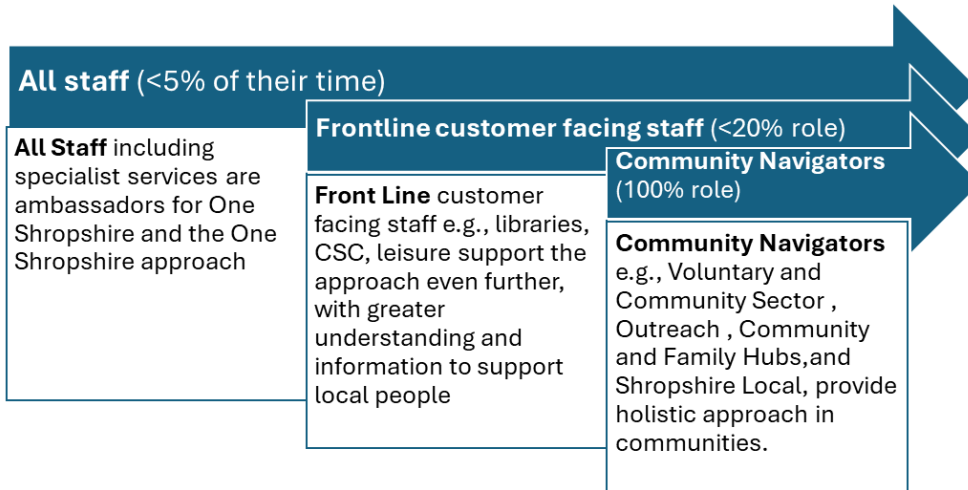 All staff (<5% of their time)
All Staff including
specialist services are
ambassadors for One
Shropshire and the One
Shropshire approach
Frontline customer facing staff (<20% role)
Front Line customer
facing staff e.g., libraries,
CSC, leisure support the
approach even further,
with greater
understanding and
information to support
local people
Community Navigators
(100% role)
Community Navigators
e.g., Voluntary and
Community Sector ,
Outreach , Community
and Family Hubs,and
Shropshire Local, provide
holistic approach in
communities.